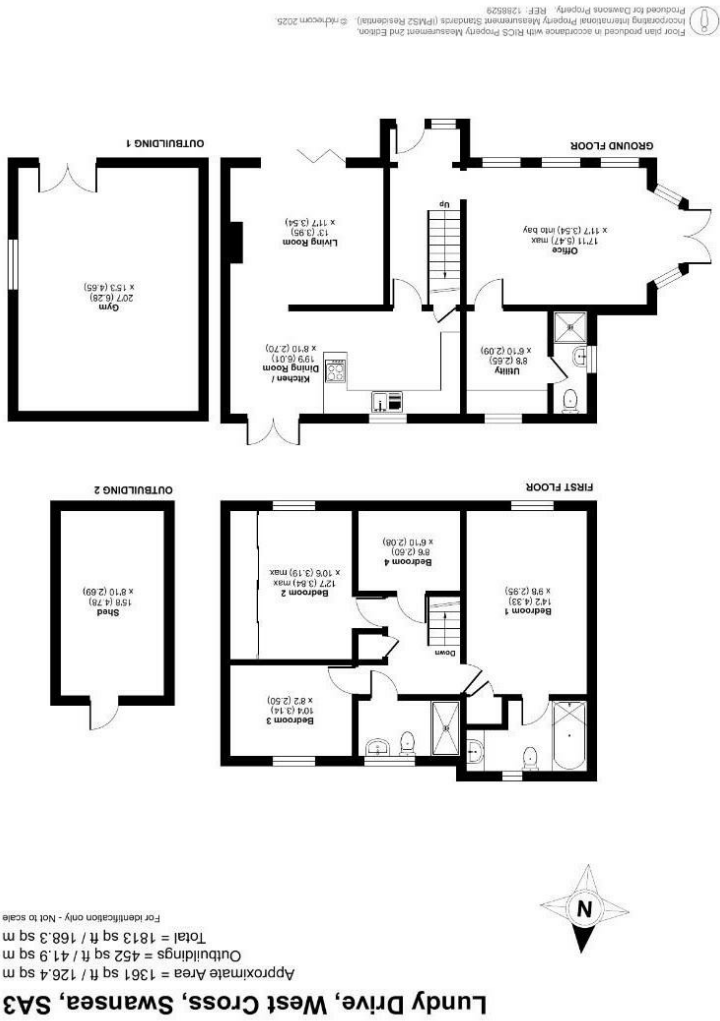 Lundy Drive, West Cross, Swansea, SA3
Approximate Area = 1361 sq ft / 126.4 sq m
Outbuildings = 452 sq ft / 41.9 sq m
Total = 1813 sq ft / 168.3 sq m
For identification only - Not to scale
N
Bedroom 3
10'4 (3.14)
x 8'2 (2.50)
Down
Bedroom 1
14'2 (4.33)
x 9'8 (2.95)
Bedroom 4
8'6 (2.60)
x 6'10 (2.08)
Bedroom 2
12'7 (3.84) max
x 10'6 (3.19) max
FIRST FLOOR
Shed
15'8 (4.78)
x 8'10 (2.69)
OUTBUILDING 2
Utility
8'8 (2.65)
x 6'10 (2.09)
Kitchen /
Dining Room
19'9 (6.01)
x 8'10 (2.70)
Office
17'11 (5.47) max
x 11'7 (3.54) into bay
Up
Living Room
13' (3.95)
x 11'7 (3.54)
GROUND FLOOR
Gym
20'7 (6.28)
x 15'3 (4.65)
OUTBUILDING 1
Floor plan produced in accordance with RICS Property Measurement 2nd Edition,
Incorporating International Property Measurement Standards (IPMS2 Residential). © nichecom 2025.
Produced for Dawsons Property. REF: 1288529